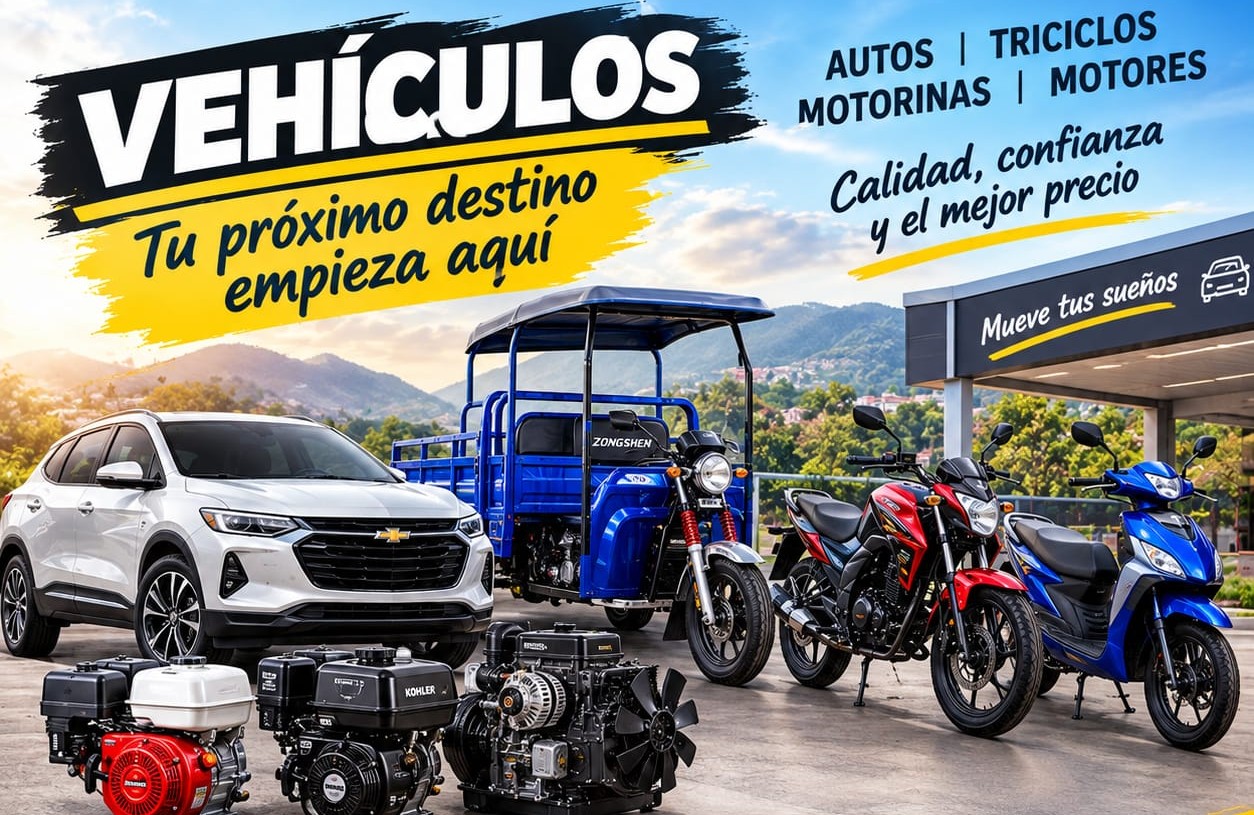 VEHÍCULOS
Tu próximo destino
empieza aquí
AUTOS | TRICICLOS
MOTORINAS | MOTORES
Calidad, confianza
y el mejor precio
Mueve tus sueños
ZONGSHEN
KOHLER